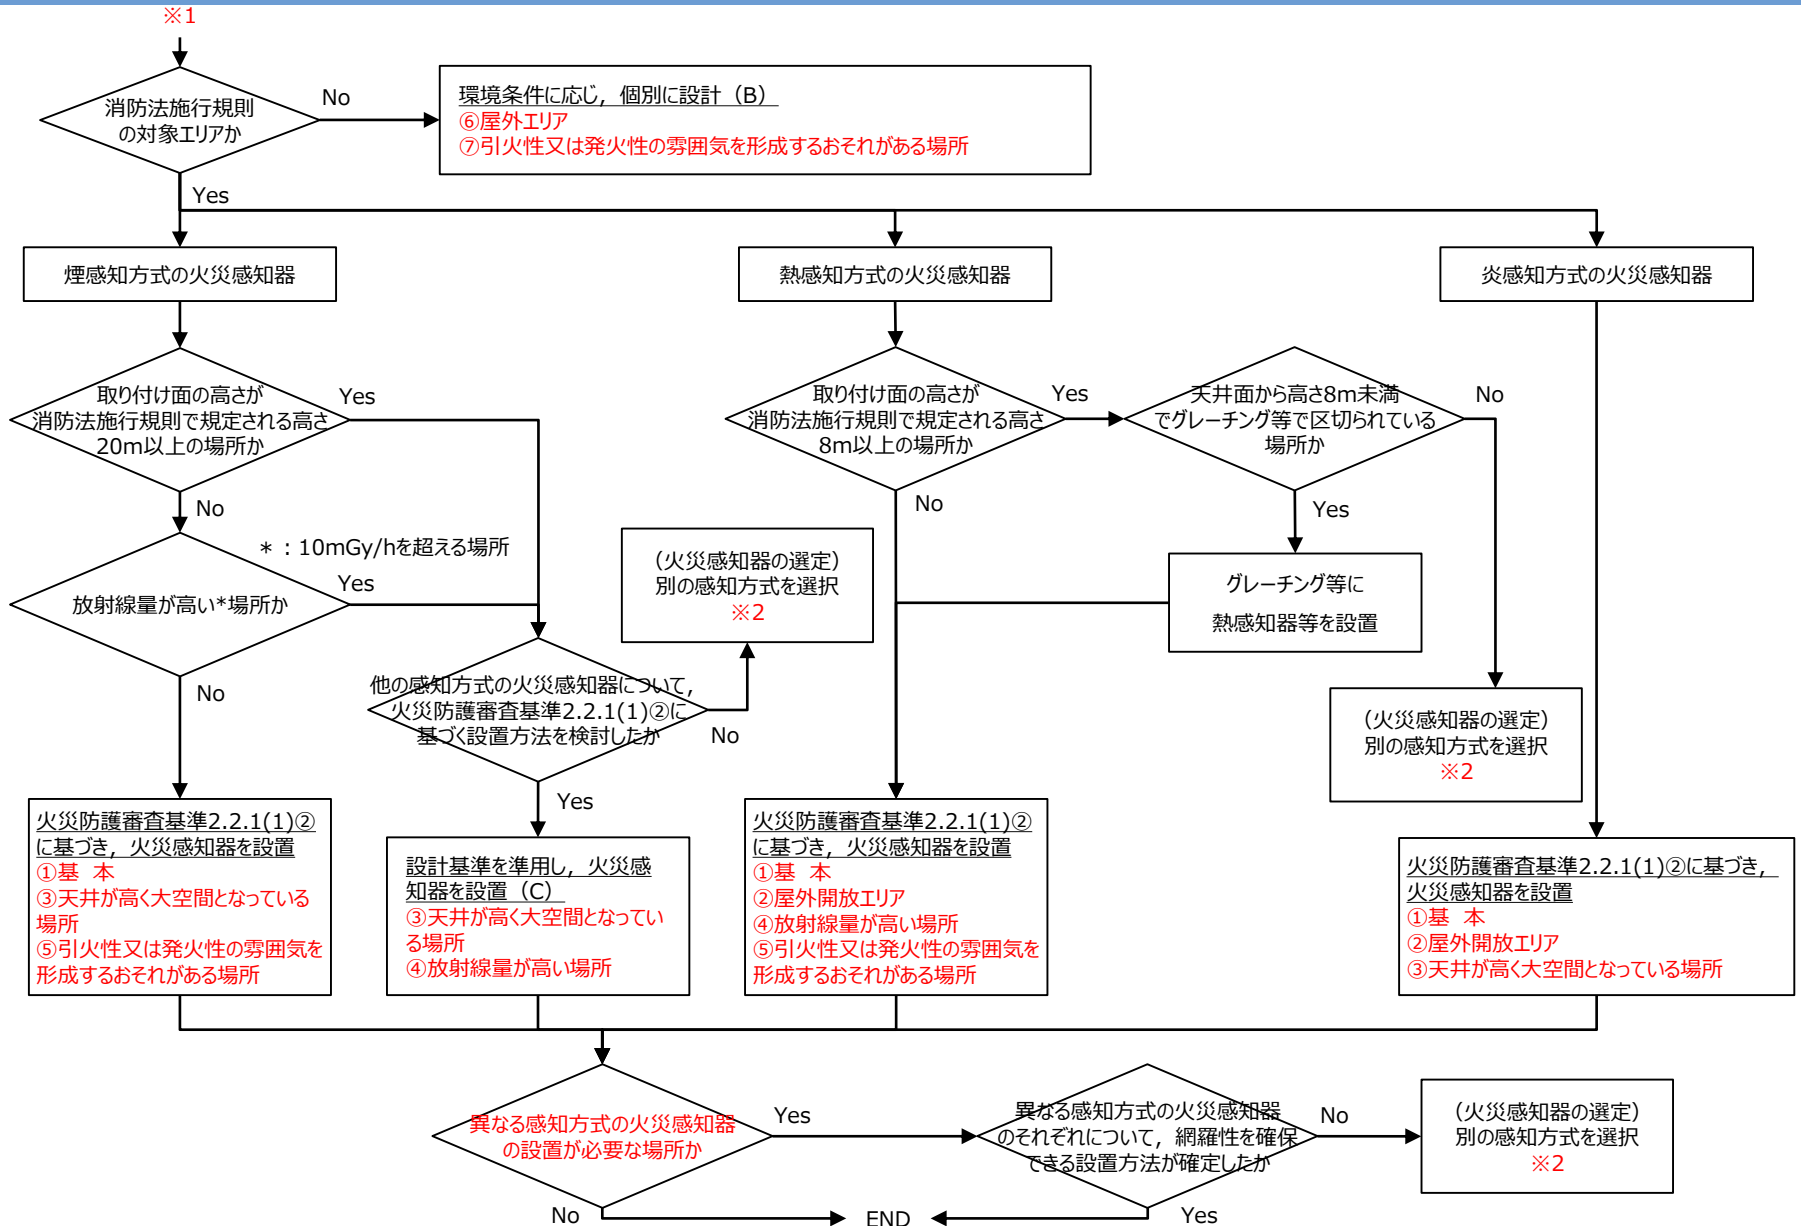 ※1
消防法施行規則
の対象エリアか
No
環境条件に応じ，個別に設計（B）
⑥屋外エリア
⑦引火性又は発火性の雰囲気を形成するおそれがある場所
Yes
煙感知方式の火災感知器
熱感知方式の火災感知器
炎感知方式の火災感知器
取り付け面の高さが
消防法施行規則で規定される高さ
20m以上の場所か
Yes
No
取り付け面の高さが
消防法施行規則で規定される高さ
8m以上の場所か
Yes
No
天井面から高さ8m未満
でグレーチング等で区切られている
場所か
No
Yes
＊：10mGy/hを超える場所
放射線量が高い*場所か
Yes
No
（火災感知器の選定）
別の感知方式を選択
※2
グレーチング等に
熱感知器等を設置
他の感知方式の火災感知器について，
火災防護審査基準2.2.1(1)②に
基づく設置方法を検討したか
No
Yes
（火災感知器の選定）
別の感知方式を選択
※2
火災防護審査基準2.2.1(1)②
に基づき，火災感知器を設置
①基　本
③天井が高く大空間となっている
場所
⑤引火性又は発火性の雰囲気を
形成するおそれがある場所
設計基準を準用し，火災感
知器を設置（C）
③天井が高く大空間となってい
る場所
④放射線量が高い場所
火災防護審査基準2.2.1(1)②
に基づき，火災感知器を設置
①基　本
②屋外開放エリア
④放射線量が高い場所
⑤引火性又は発火性の雰囲気を
形成するおそれがある場所
火災防護審査基準2.2.1(1)②に基づき，
火災感知器を設置
①基　本
②屋外開放エリア
③天井が高く大空間となっている場所
異なる感知方式の火災感知器
の設置が必要な場所か
Yes
No
異なる感知方式の火災感知器
のそれぞれについて，網羅性を確保
できる設置方法が確定したか
No
Yes
（火災感知器の選定）
別の感知方式を選択
※2
END